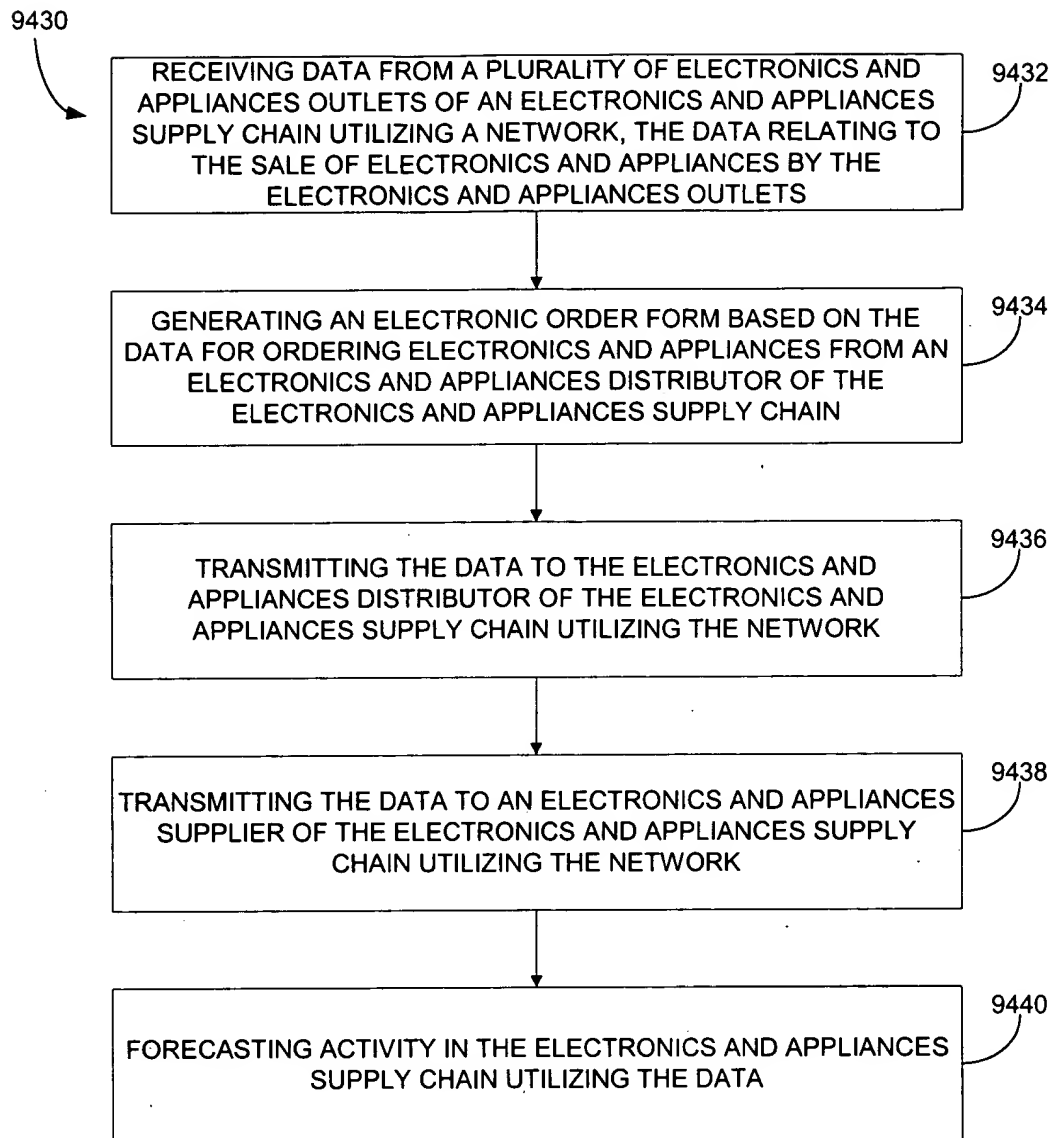 9430
RECEIVING DATA FROM A PLURALITY OF ELECTRONICS AND
APPLIANCES OUTLETS OF AN ELECTRONICS AND APPLIANCES
SUPPLY CHAIN UTILIZING A NETWORK, THE DATA RELATING TO
THE SALE OF ELECTRONICS AND APPLIANCES BY THE
ELECTRONICS AND APPLIANCES OUTLETS
9432
GENERATING AN ELECTRONIC ORDER FORM BASED ON THE
DATA FOR ORDERING ELECTRONICS AND APPLIANCES FROM AN
ELECTRONICS AND APPLIANCES DISTRIBUTOR OF THE
ELECTRONICS AND APPLIANCES SUPPLY CHAIN
9434
TRANSMITTING THE DATA TO THE ELECTRONICS AND
APPLIANCES DISTRIBUTOR OF THE ELECTRONICS AND
APPLIANCES SUPPLY CHAIN UTILIZING THE NETWORK
9436
TRANSMITTING THE DATA TO AN ELECTRONICS AND APPLIANCES
SUPPLIER OF THE ELECTRONICS AND APPLIANCES SUPPLY
CHAIN UTILIZING THE NETWORK
9438
FORECASTING ACTIVITY IN THE ELECTRONICS AND APPLIANCES
SUPPLY CHAIN UTILIZING THE DATA
9440